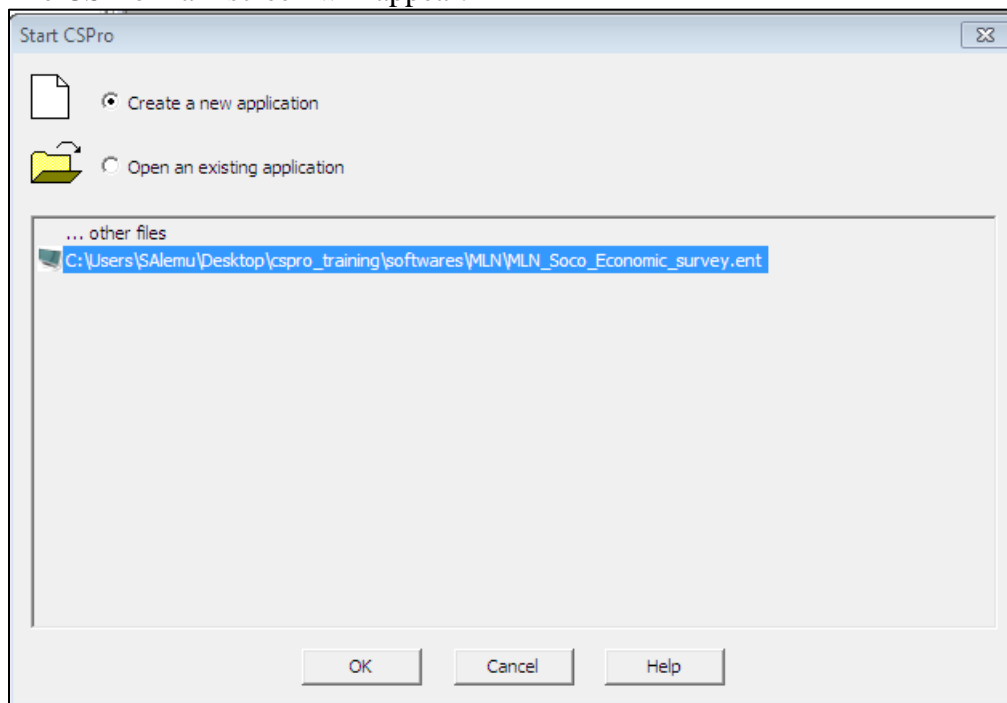 Start CSPro
Create a new application
Open an existing application
... other files
C:\Users\SAlemu\Desktop\cspro_training\softwares\MLN\MLN_Soco_Economic_survey.ent
OK Cancel Help